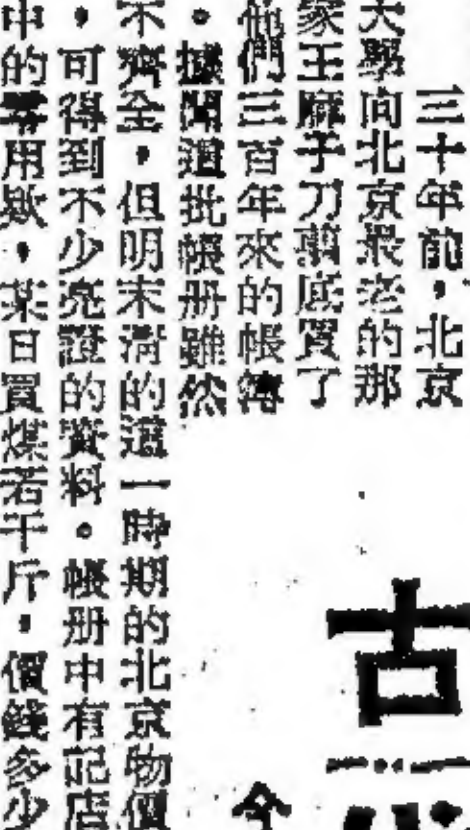 三十年前，北京
大學向北京最老的那
家王麻子刀剪店買了
他們三百年來的帳簿
。據聞這批帳册雖然
不齊全，但明末清的這一時期的北京物價
，可得到不少亮證的資料。帳册中有記店
中的零用欵，某日買煤若干斤，價錢多少
古
今